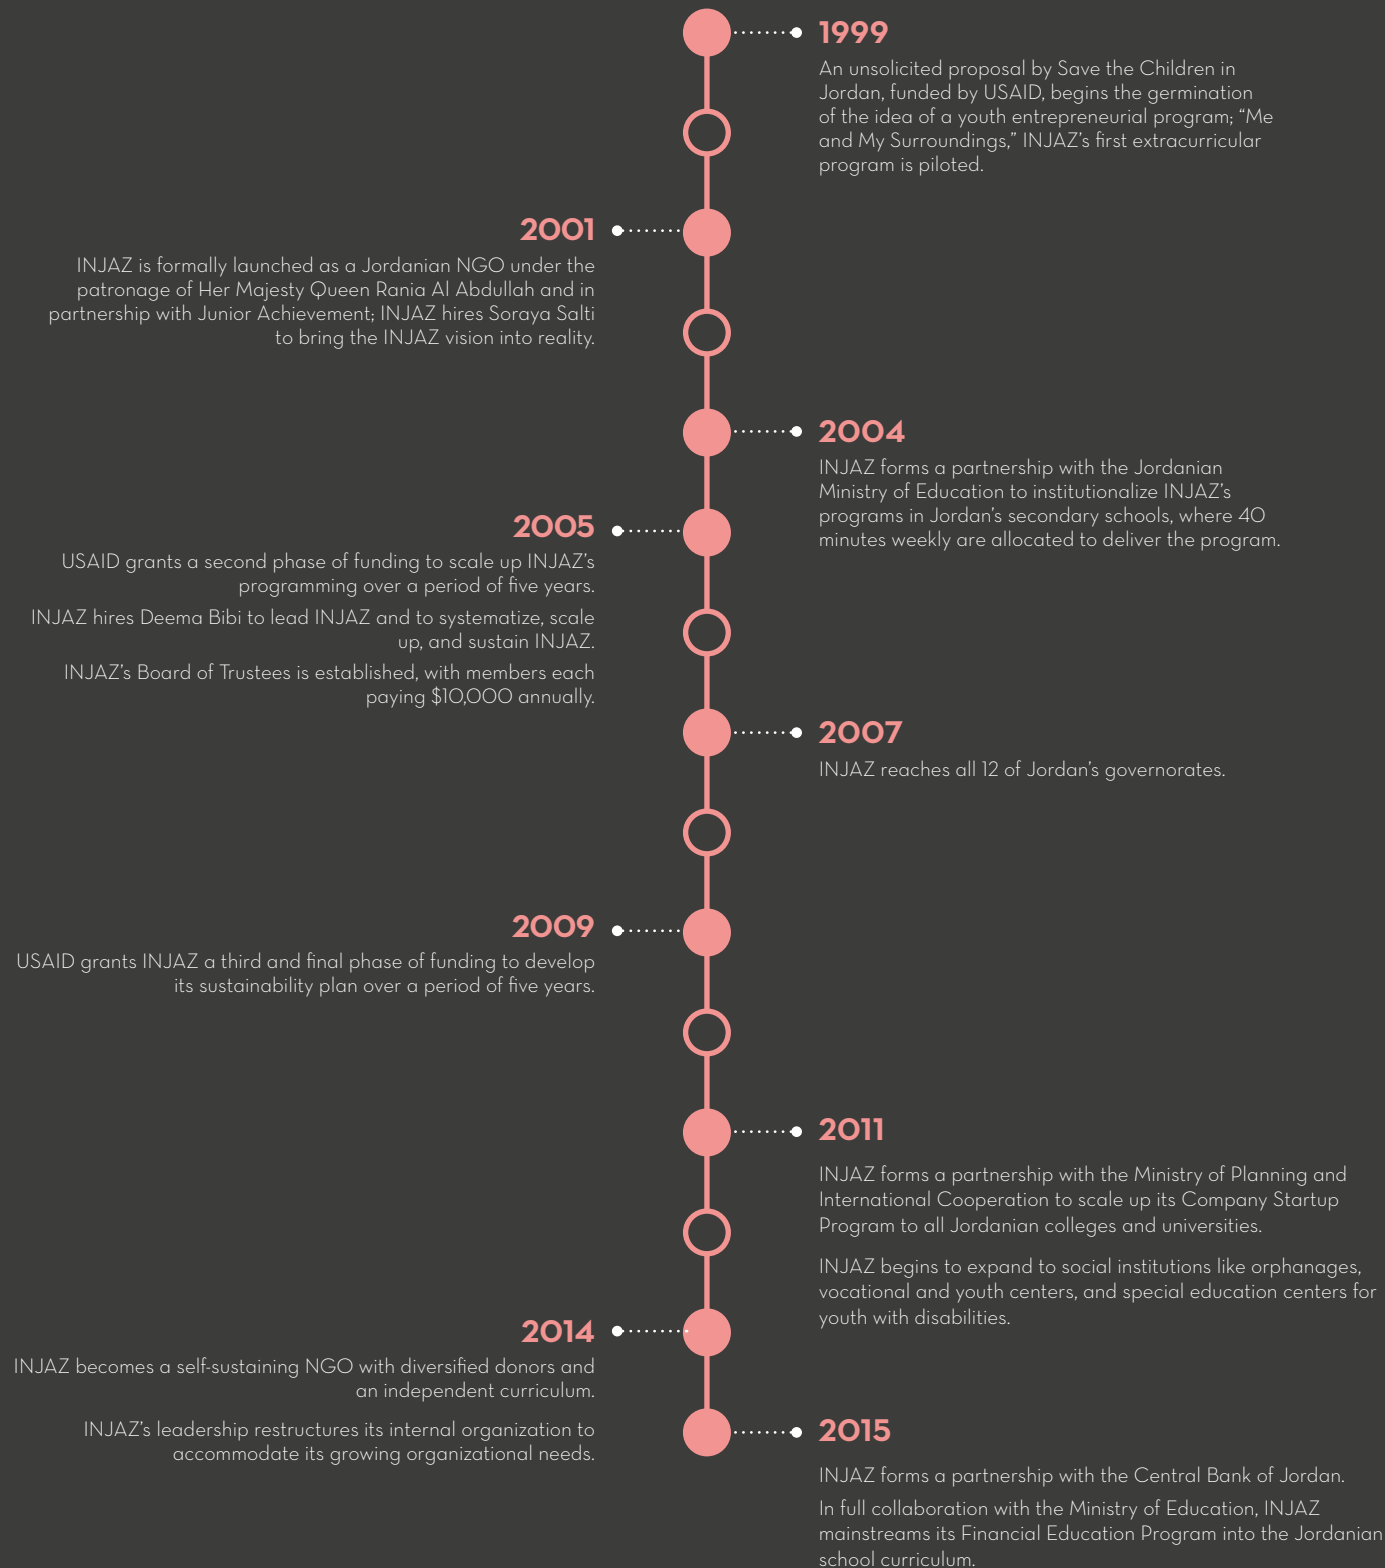 1999
An unsolicited proposal by Save the Children in
Jordan, funded by USAID, begins the germination
of the idea of a youth entrepreneurial program; “Me
and My Surroundings,” INJAZ’s first extracurricular
program is piloted.
2001
INJAZ is formally launched as a Jordanian NGO under the
patronage of Her Majesty Queen Rania Al Abdullah and in
partnership with Junior Achievement; INJAZ hires Soraya Salti
to bring the INJAZ vision into reality.
2004
INJAZ forms a partnership with the Jordanian
Ministry of Education to institutionalize INJAZ’s
programs in Jordan’s secondary schools, where 40
minutes weekly are allocated to deliver the program.
2005
USAID grants a second phase of funding to scale up INJAZ’s
programming over a period of five years.
INJAZ hires Deema Bibi to lead INJAZ and to systematize, scale
up, and sustain INJAZ.
INJAZ’s Board of Trustees is established, with members each
paying $10,000 annually.
2007
INJAZ reaches all 12 of Jordan’s governorates.
2009
USAID grants INJAZ a third and final phase of funding to develop
its sustainability plan over a period of five years.
2011
INJAZ forms a partnership with the Ministry of Planning and
International Cooperation to scale up its Company Startup
Program to all Jordanian colleges and universities.
INJAZ begins to expand to social institutions like orphanages,
vocational and youth centers, and special education centers for
youth with disabilities.
2014
INJAZ becomes a self-sustaining NGO with diversified donors and
an independent curriculum.
INJAZ’s leadership restructures its internal organization to
accommodate its growing organizational needs.
2015
INJAZ forms a partnership with the Central Bank of Jordan.
In full collaboration with the Ministry of Education, INJAZ
mainstreams its Financial Education Program into the Jordanian
school curriculum.